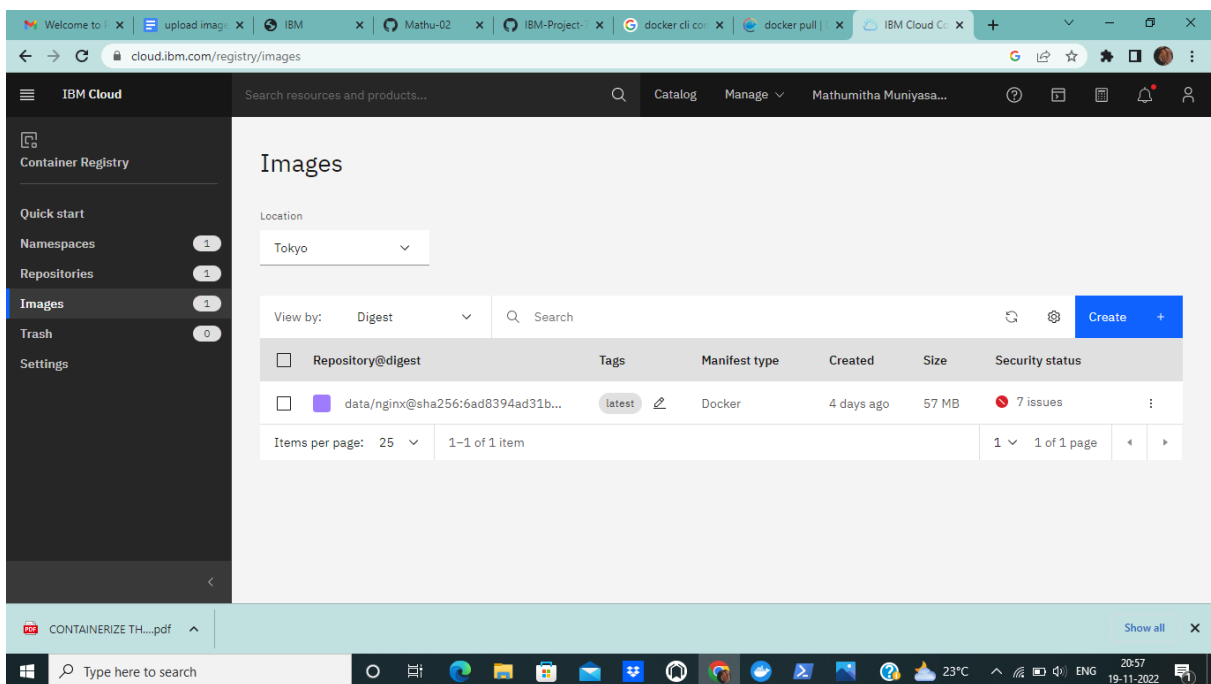 Welcome to
upload image
IBM
Mathu-02
IBM-Project-
docker cli con
docker pull |
IBM Cloud Co
cloud.ibm.com/registry/images
IBM Cloud
Search resources and products...
Catalog
Manage
Mathumitha Muniyasa...
Container Registry
Quick start
Namespaces 1
Repositories 1
Images 1
Trash 0
Settings
Images
Location
Tokyo
View by: Digest
Search
Create +
Repository@digest Tags Manifest type Created Size Security status
data/nginx@sha256:6ad8394ad31b... latest Docker 4 days ago 57 MB 7 issues
Items per page: 25 1–1 of 1 item 1 1 of 1 page
PDF CONTAINERIZE TH....pdf
Show all
Type here to search
23°C
ENG
20:57
19-11-2022